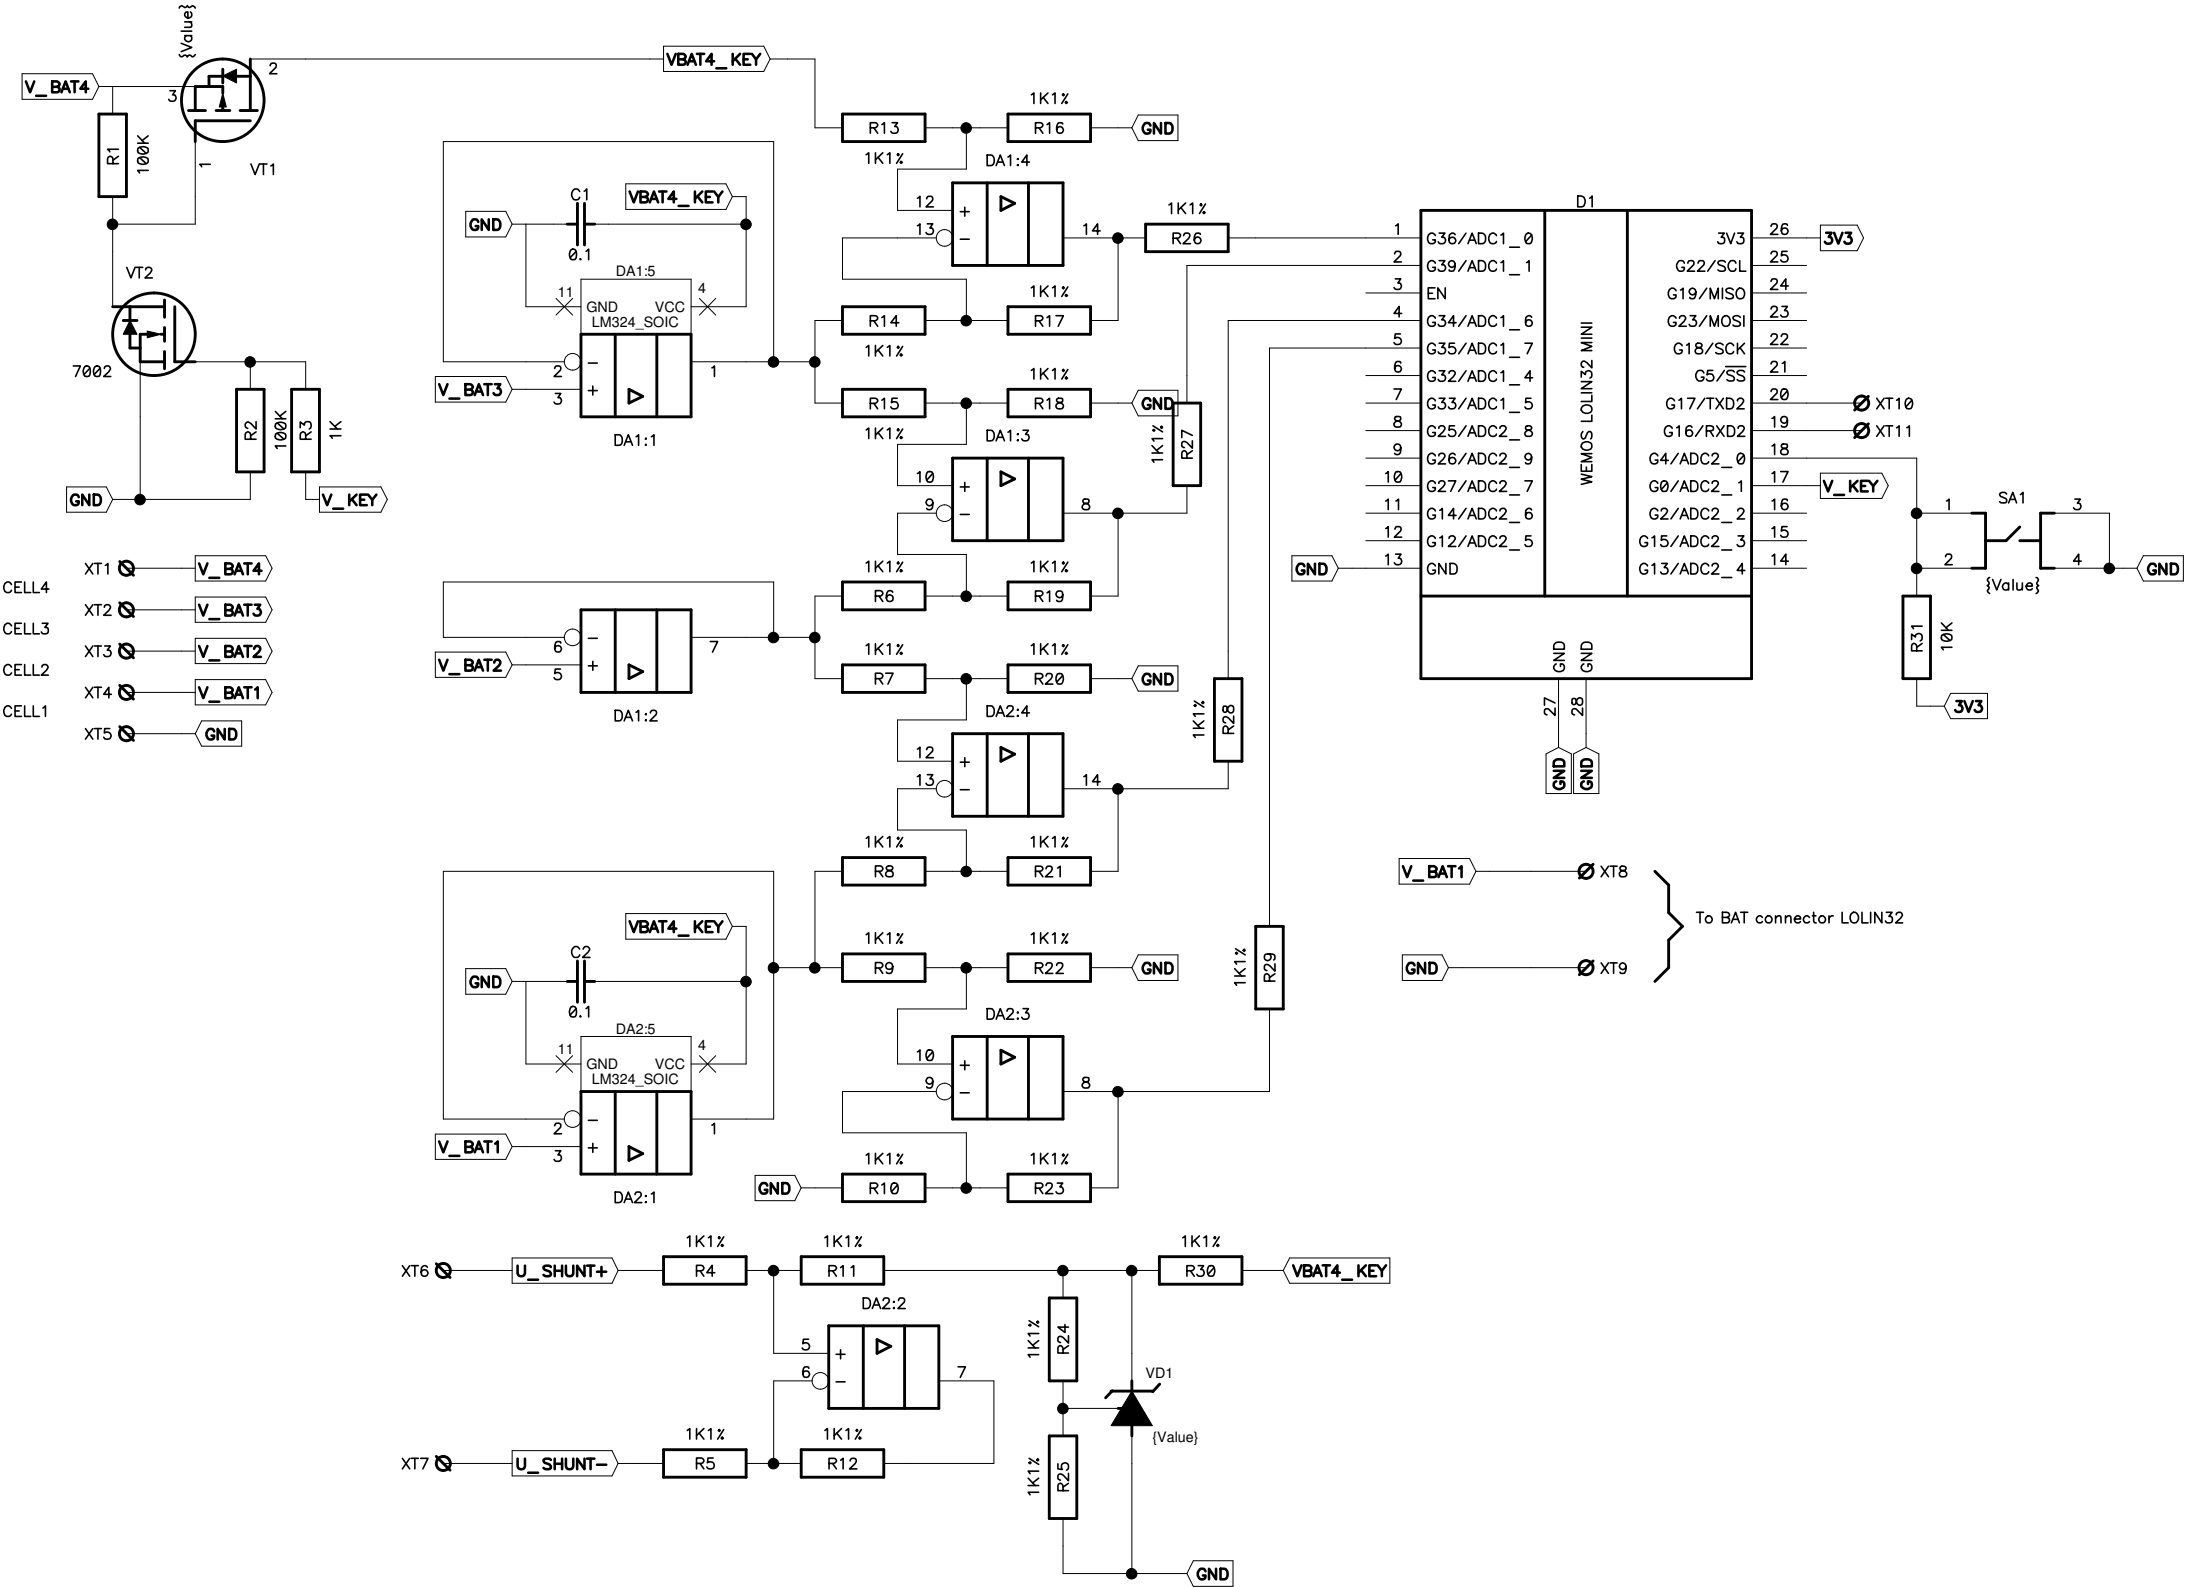 {Value}
V_BAT4
3
2
1
R1
100K
VT1
VT2
7002
R2
100K
R3
1K
GND
V_KEY
XT1
V_BAT4
CELL4
XT2
V_BAT3
CELL3
XT3
V_BAT2
CELL2
XT4
V_BAT1
CELL1
XT5
GND
VBAT4_KEY
VBAT4_KEY
C1
GND
0.1
DA1:5
11
4
GND
VCC
LM324_SOIC
2
-
1
V_BAT3
3
+
DA1:1
6
-
7
V_BAT2
5
+
DA1:2
VBAT4_KEY
C2
GND
0.1
DA2:5
11
4
GND
VCC
LM324_SOIC
2
-
1
V_BAT1
3
+
DA2:1
1K1%
R13
R16
GND
1K1%
DA1:4
12
+
13
-
14
1K1%
R26
1K1%
R14
R17
1K1%
1K1%
R15
R18
GND
1K1%
DA1:3
1K1%
R27
10
+
9
-
8
1K1%
1K1%
R6
R19
1K1%
1K1%
R7
R20
GND
DA2:4
1K1%
R28
12
+
13
-
14
1K1%
1K1%
R8
R21
1K1%
1K1%
R9
R22
GND
1K1%
R29
DA2:3
10
+
9
-
8
1K1%
1K1%
GND
R10
R23
D1
WEMOS LOLIN32 MINI
1
G36/ADC1_0
2
G39/ADC1_1
3
EN
4
G34/ADC1_6
5
G35/ADC1_7
6
G32/ADC1_4
7
G33/ADC1_5
8
G25/ADC2_8
9
G26/ADC2_9
10
G27/ADC2_7
11
G14/ADC2_6
12
G12/ADC2_5
GND
13
GND
3V3
26
3V3
G22/SCL
25
G19/MISO
24
G23/MOSI
23
G18/SCK
22
G5/SS
21
G17/TXD2
20
XT10
G16/RXD2
19
XT11
G4/ADC2_0
18
G0/ADC2_1
17
V_KEY
G2/ADC2_2
16
G15/ADC2_3
15
G13/ADC2_4
14
GND
GND
27
28
GND
GND
SA1
1
3
2
4
GND
{Value}
R31
10K
3V3
V_BAT1
XT8
To BAT connector LOLIN32
GND
XT9
1K1%
1K1%
1K1%
XT6
U_SHUNT+
R4
R11
R30
VBAT4_KEY
DA2:2
5
+
6
-
7
1K1%
R24
VD1
{Value}
1K1%
1K1%
XT7
U_SHUNT-
R5
R12
1K1%
R25
GND